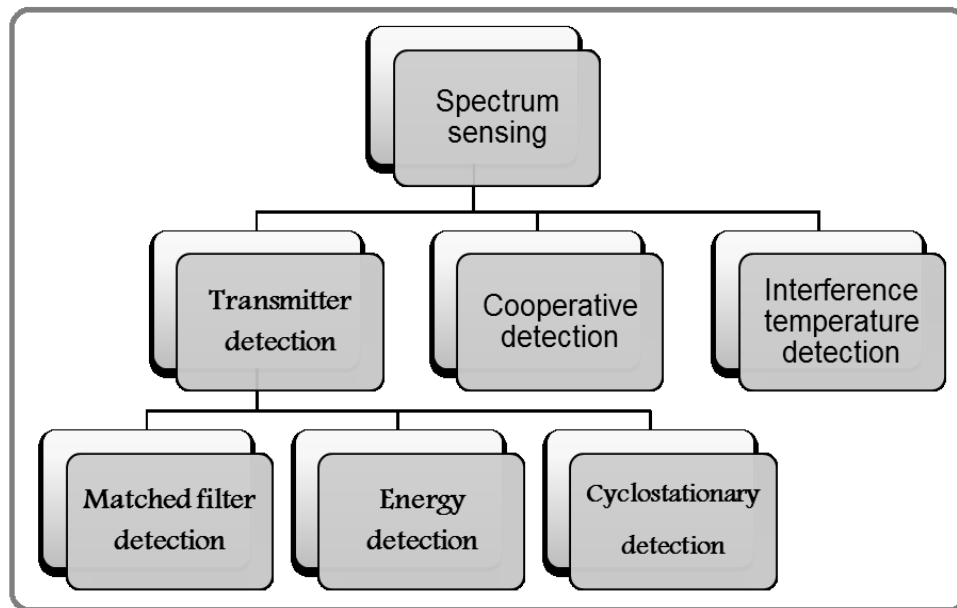 Spectrum
sensing
Transmitter
detection
Cooperative
detection
Interference
temperature
detection
Matched filter
detection
Energy
detection
Cyclostationary
detection